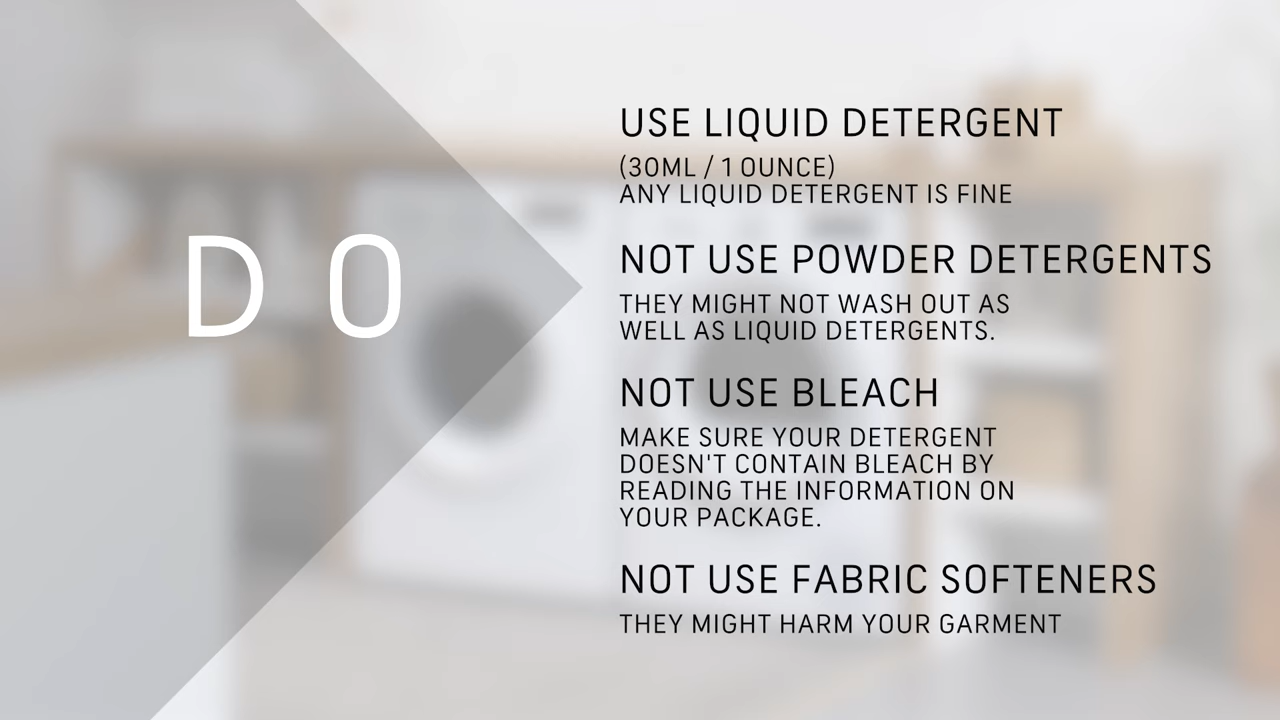 DO
USE LIQUID DETERGENT
(30ML / 1 OUNCE)
ANY LIQUID DETERGENT IS FINE
NOT USE POWDER DETERGENTS
THEY MIGHT NOT WASH OUT AS
WELL AS LIQUID DETERGENTS.
NOT USE BLEACH
MAKE SURE YOUR DETERGENT
DOESN'T CONTAIN BLEACH BY
READING THE INFORMATION ON
YOUR PACKAGE.
NOT USE FABRIC SOFTENERS
THEY MIGHT HARM YOUR GARMENT